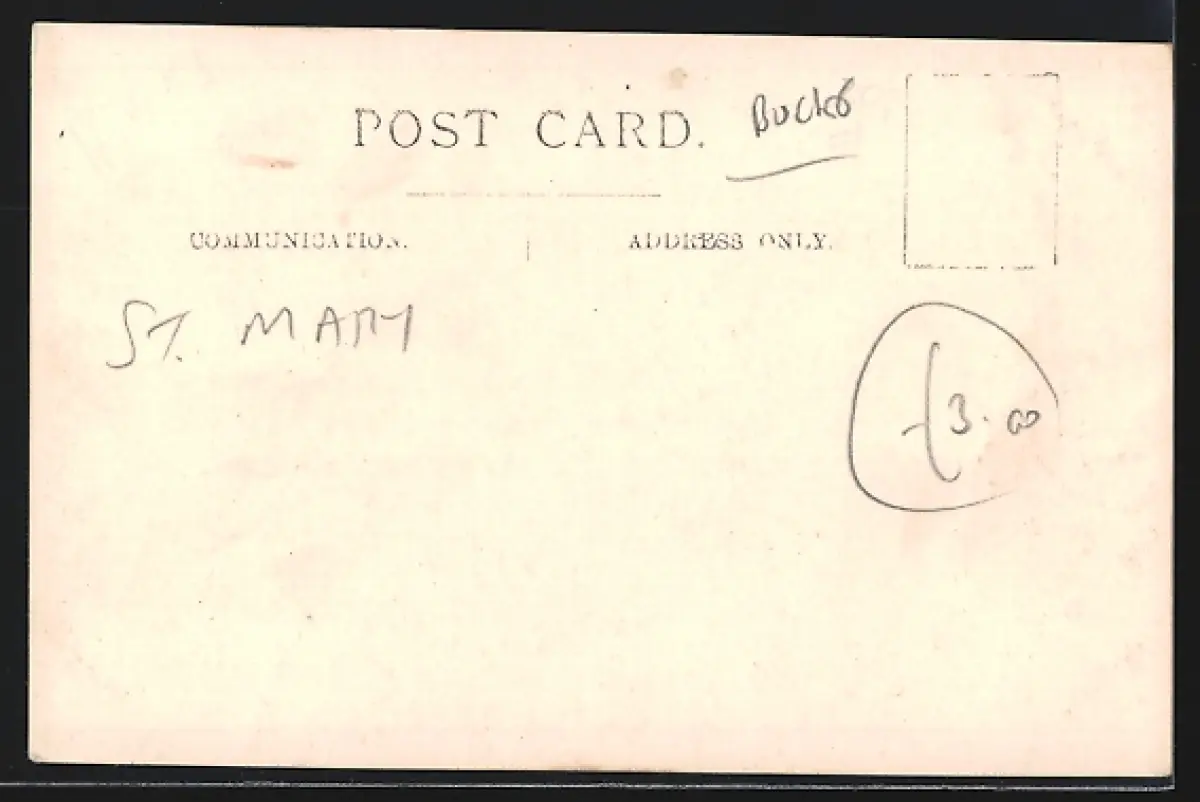 POST CARD.
Bucks
COMMUNICATION.
ADDRESS ONLY.
ST. MARY
£3.00